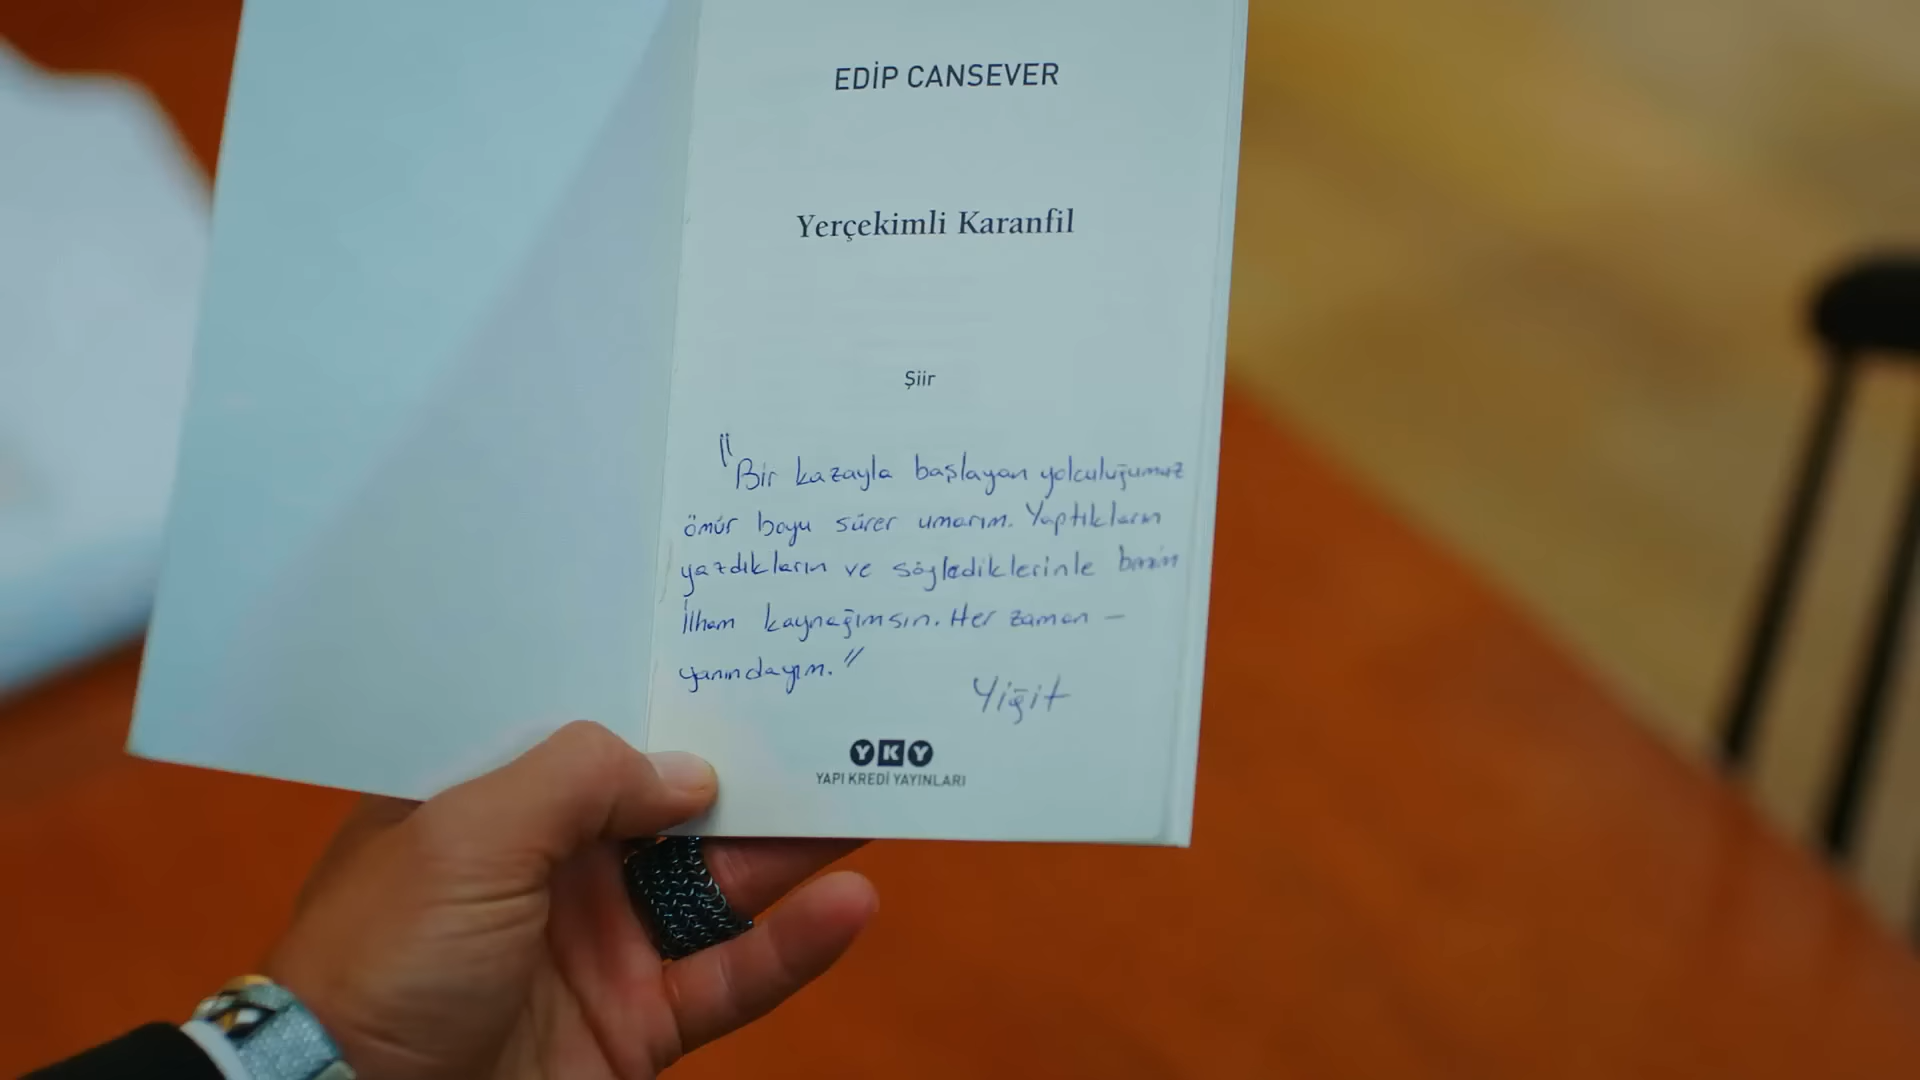 EDİP CANSEVER
Yerçekimli Karanfil
Şiir
"Bir kazayla başlayan yolculuğumuz
ömür boyu sürer umarım. Yaptıkların
yazdıkların ve söylediklerinle benim
İlham kaynağımsın. Her zaman –
yanındayım."
Yiğit
YKY
YAPI KREDİ YAYINLARI